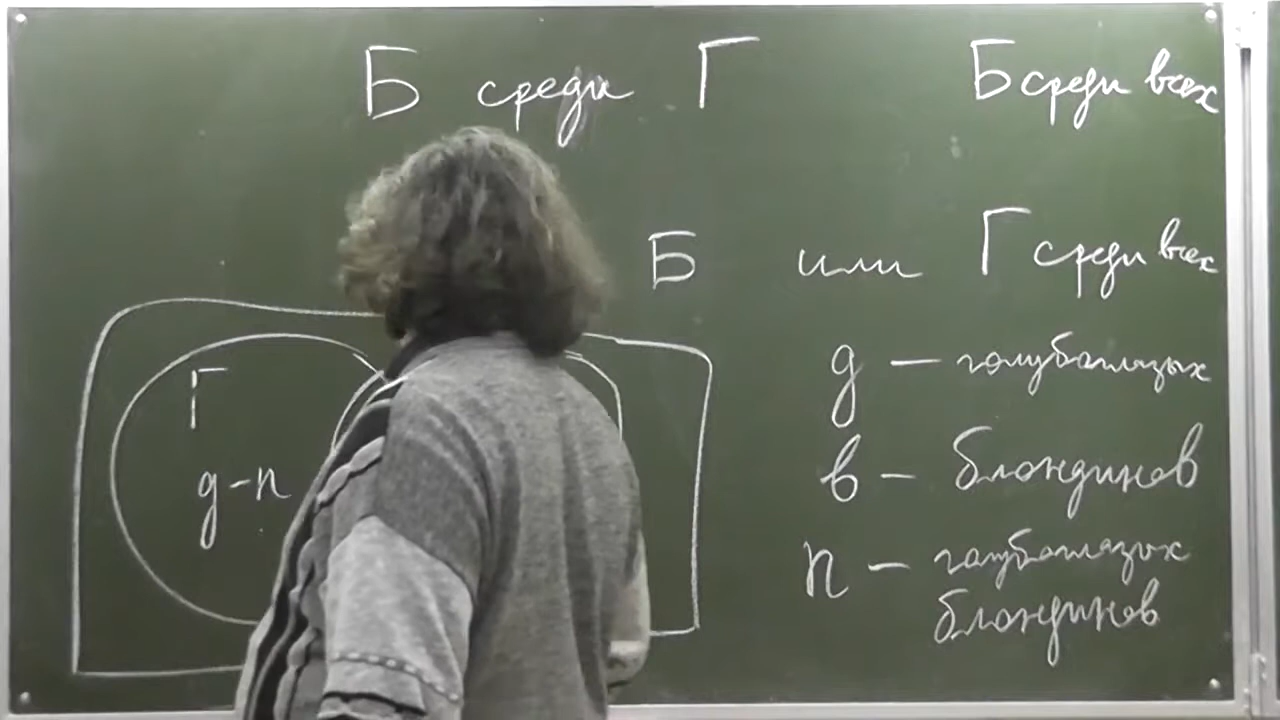 Б среди Г
Б среди всех
Б или Г среди всех
Г
g - n
g – голубоглазых
в – блондинов
n – голубоглазых
блондинов